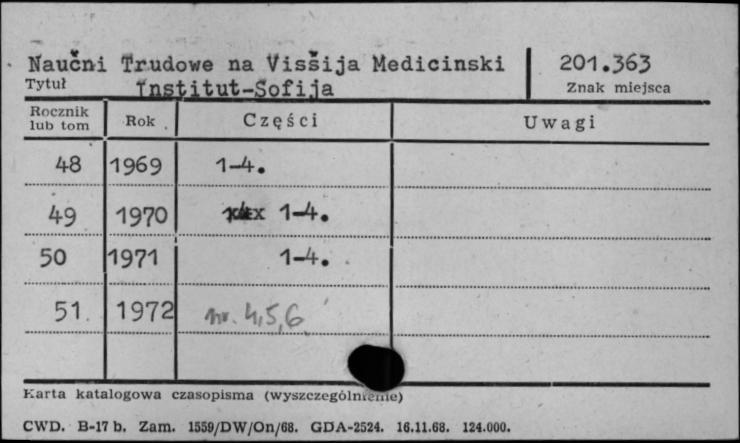 Naučni Trudowe na Visšija Medicinski
Institut-Sofija
Tytuł
201.363
Znak miejsca
Rocznik lub tom Rok Części Uwagi
48 1969 1-4.
49 1970 1-4.
50 1971 1-4.
51 1972 nr. 4,5,6
Karta katalogowa czasopisma (wyszczególnienie)
CWD. B-17 b. Zam. 1559/DW/On/68. GDA-2524. 16.11.68. 124.000.